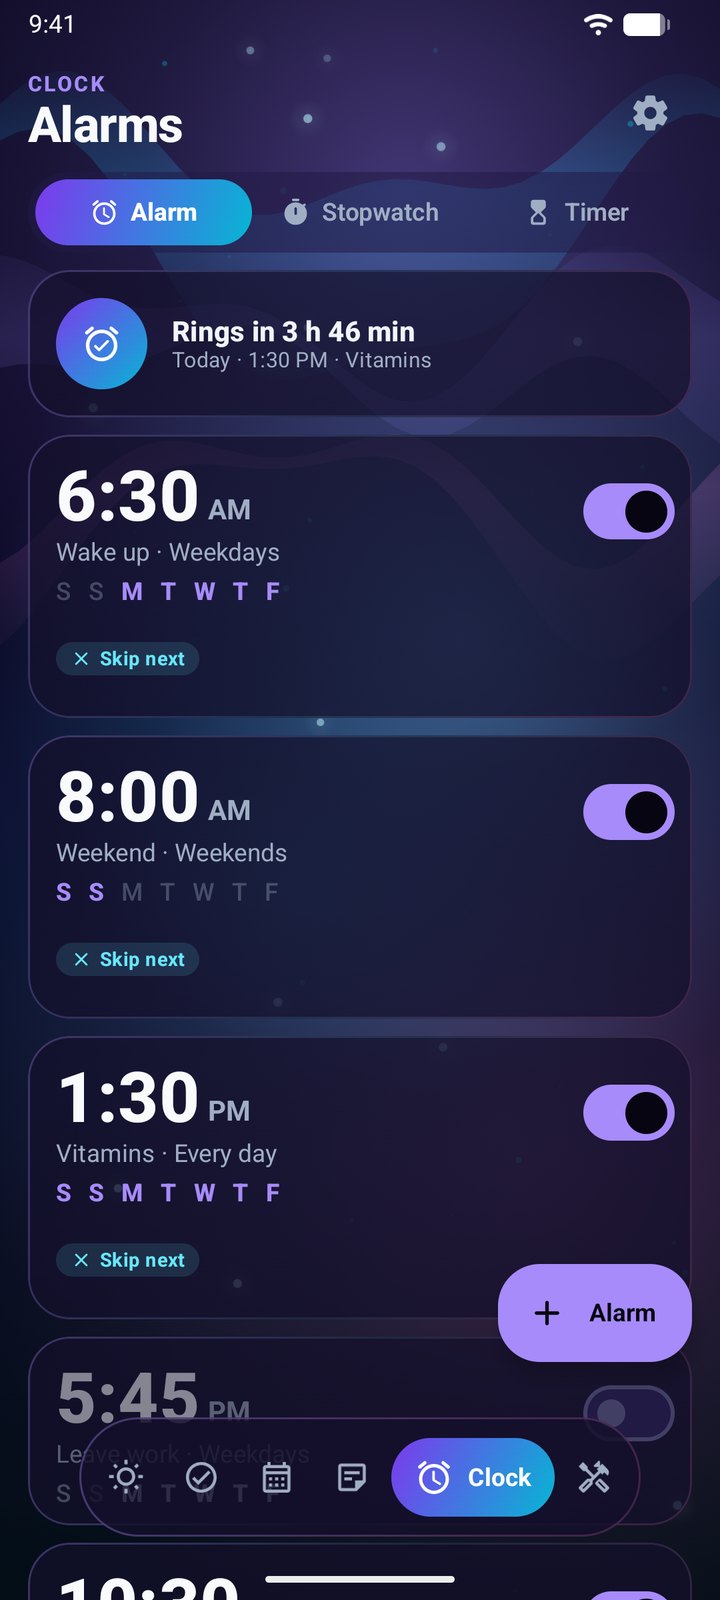 9:41
CLOCK
Alarms
Alarm
Stopwatch
Timer
Rings in 3 h 46 min
Today · 1:30 PM · Vitamins
6:30 AM
Wake up · Weekdays
S S M T W T F
Skip next
8:00 AM
Weekend · Weekends
S S M T W T F
Skip next
1:30 PM
Vitamins · Every day
S S M T W T F
Skip next
Alarm
5:45 PM
Leave work · Weekdays
S S M T W T F
Clock
10:30